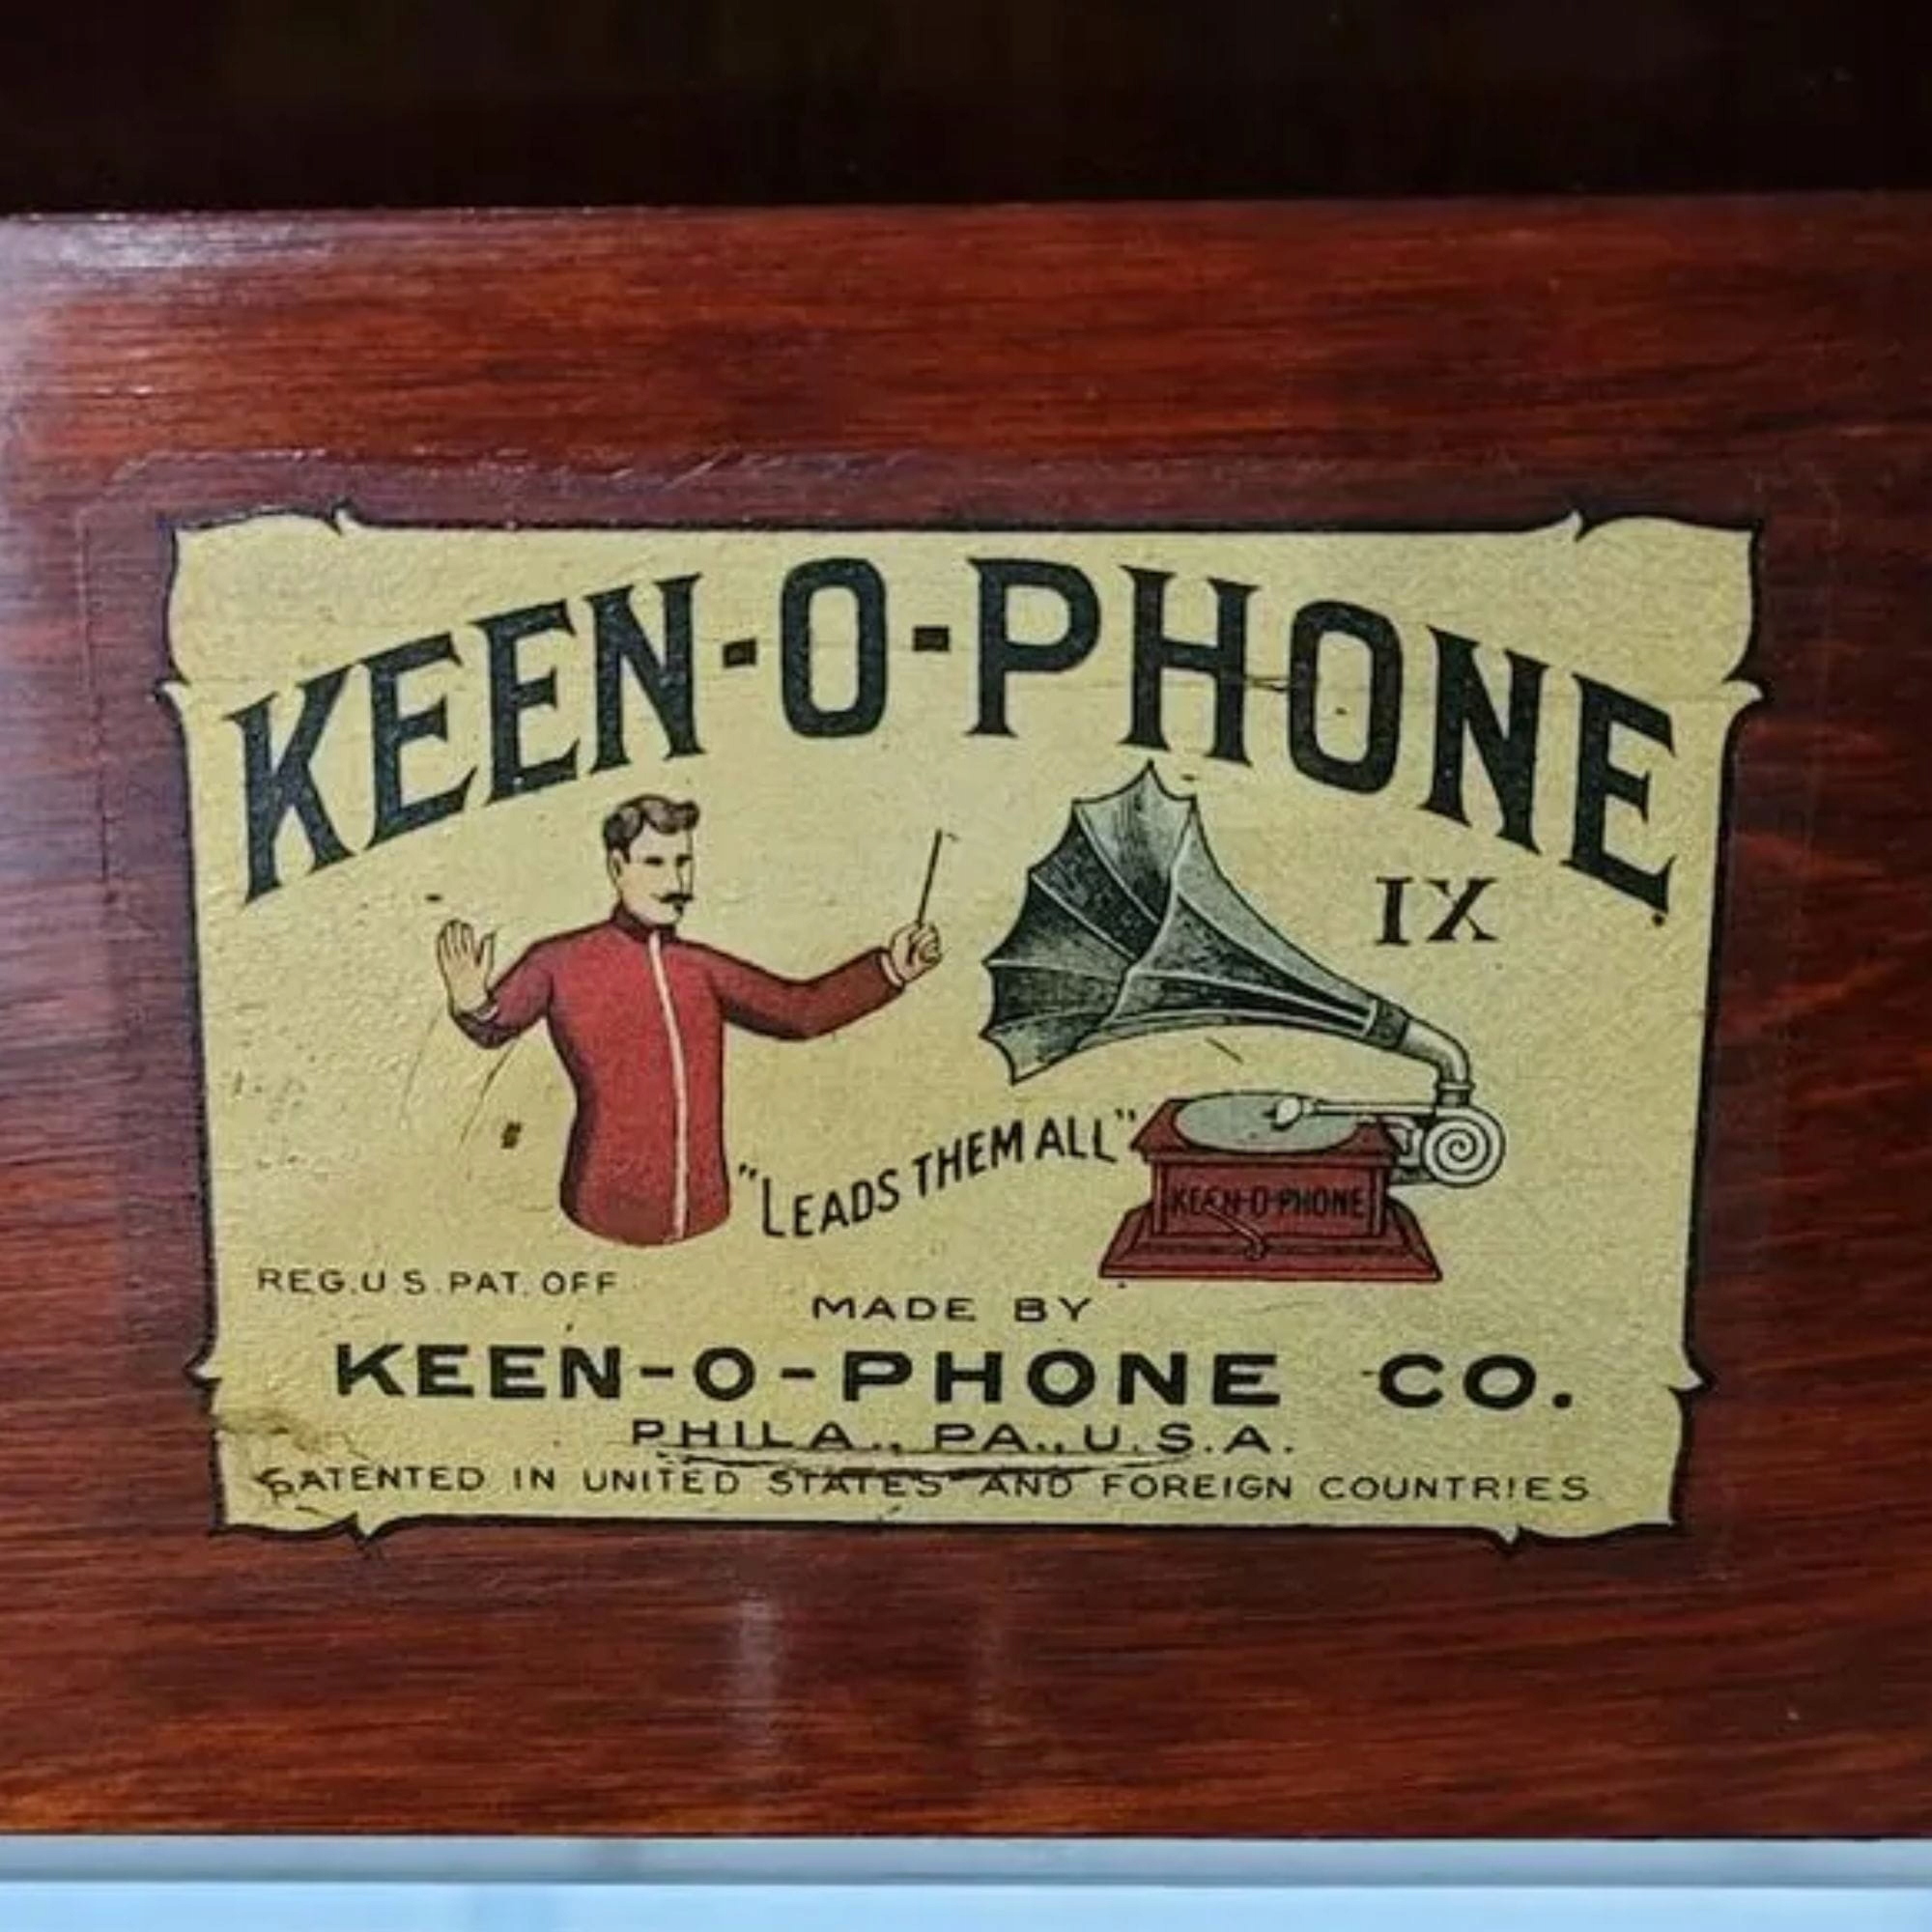 KEEN-O-PHONE.
IX
"LEADS THEM ALL"
KEEN-O-PHONE
REG. U.S. PAT. OFF
MADE BY
KEEN-O-PHONE CO.
PHILA., PA., U.S.A.
PATENTED IN UNITED STATES AND FOREIGN COUNTRIES